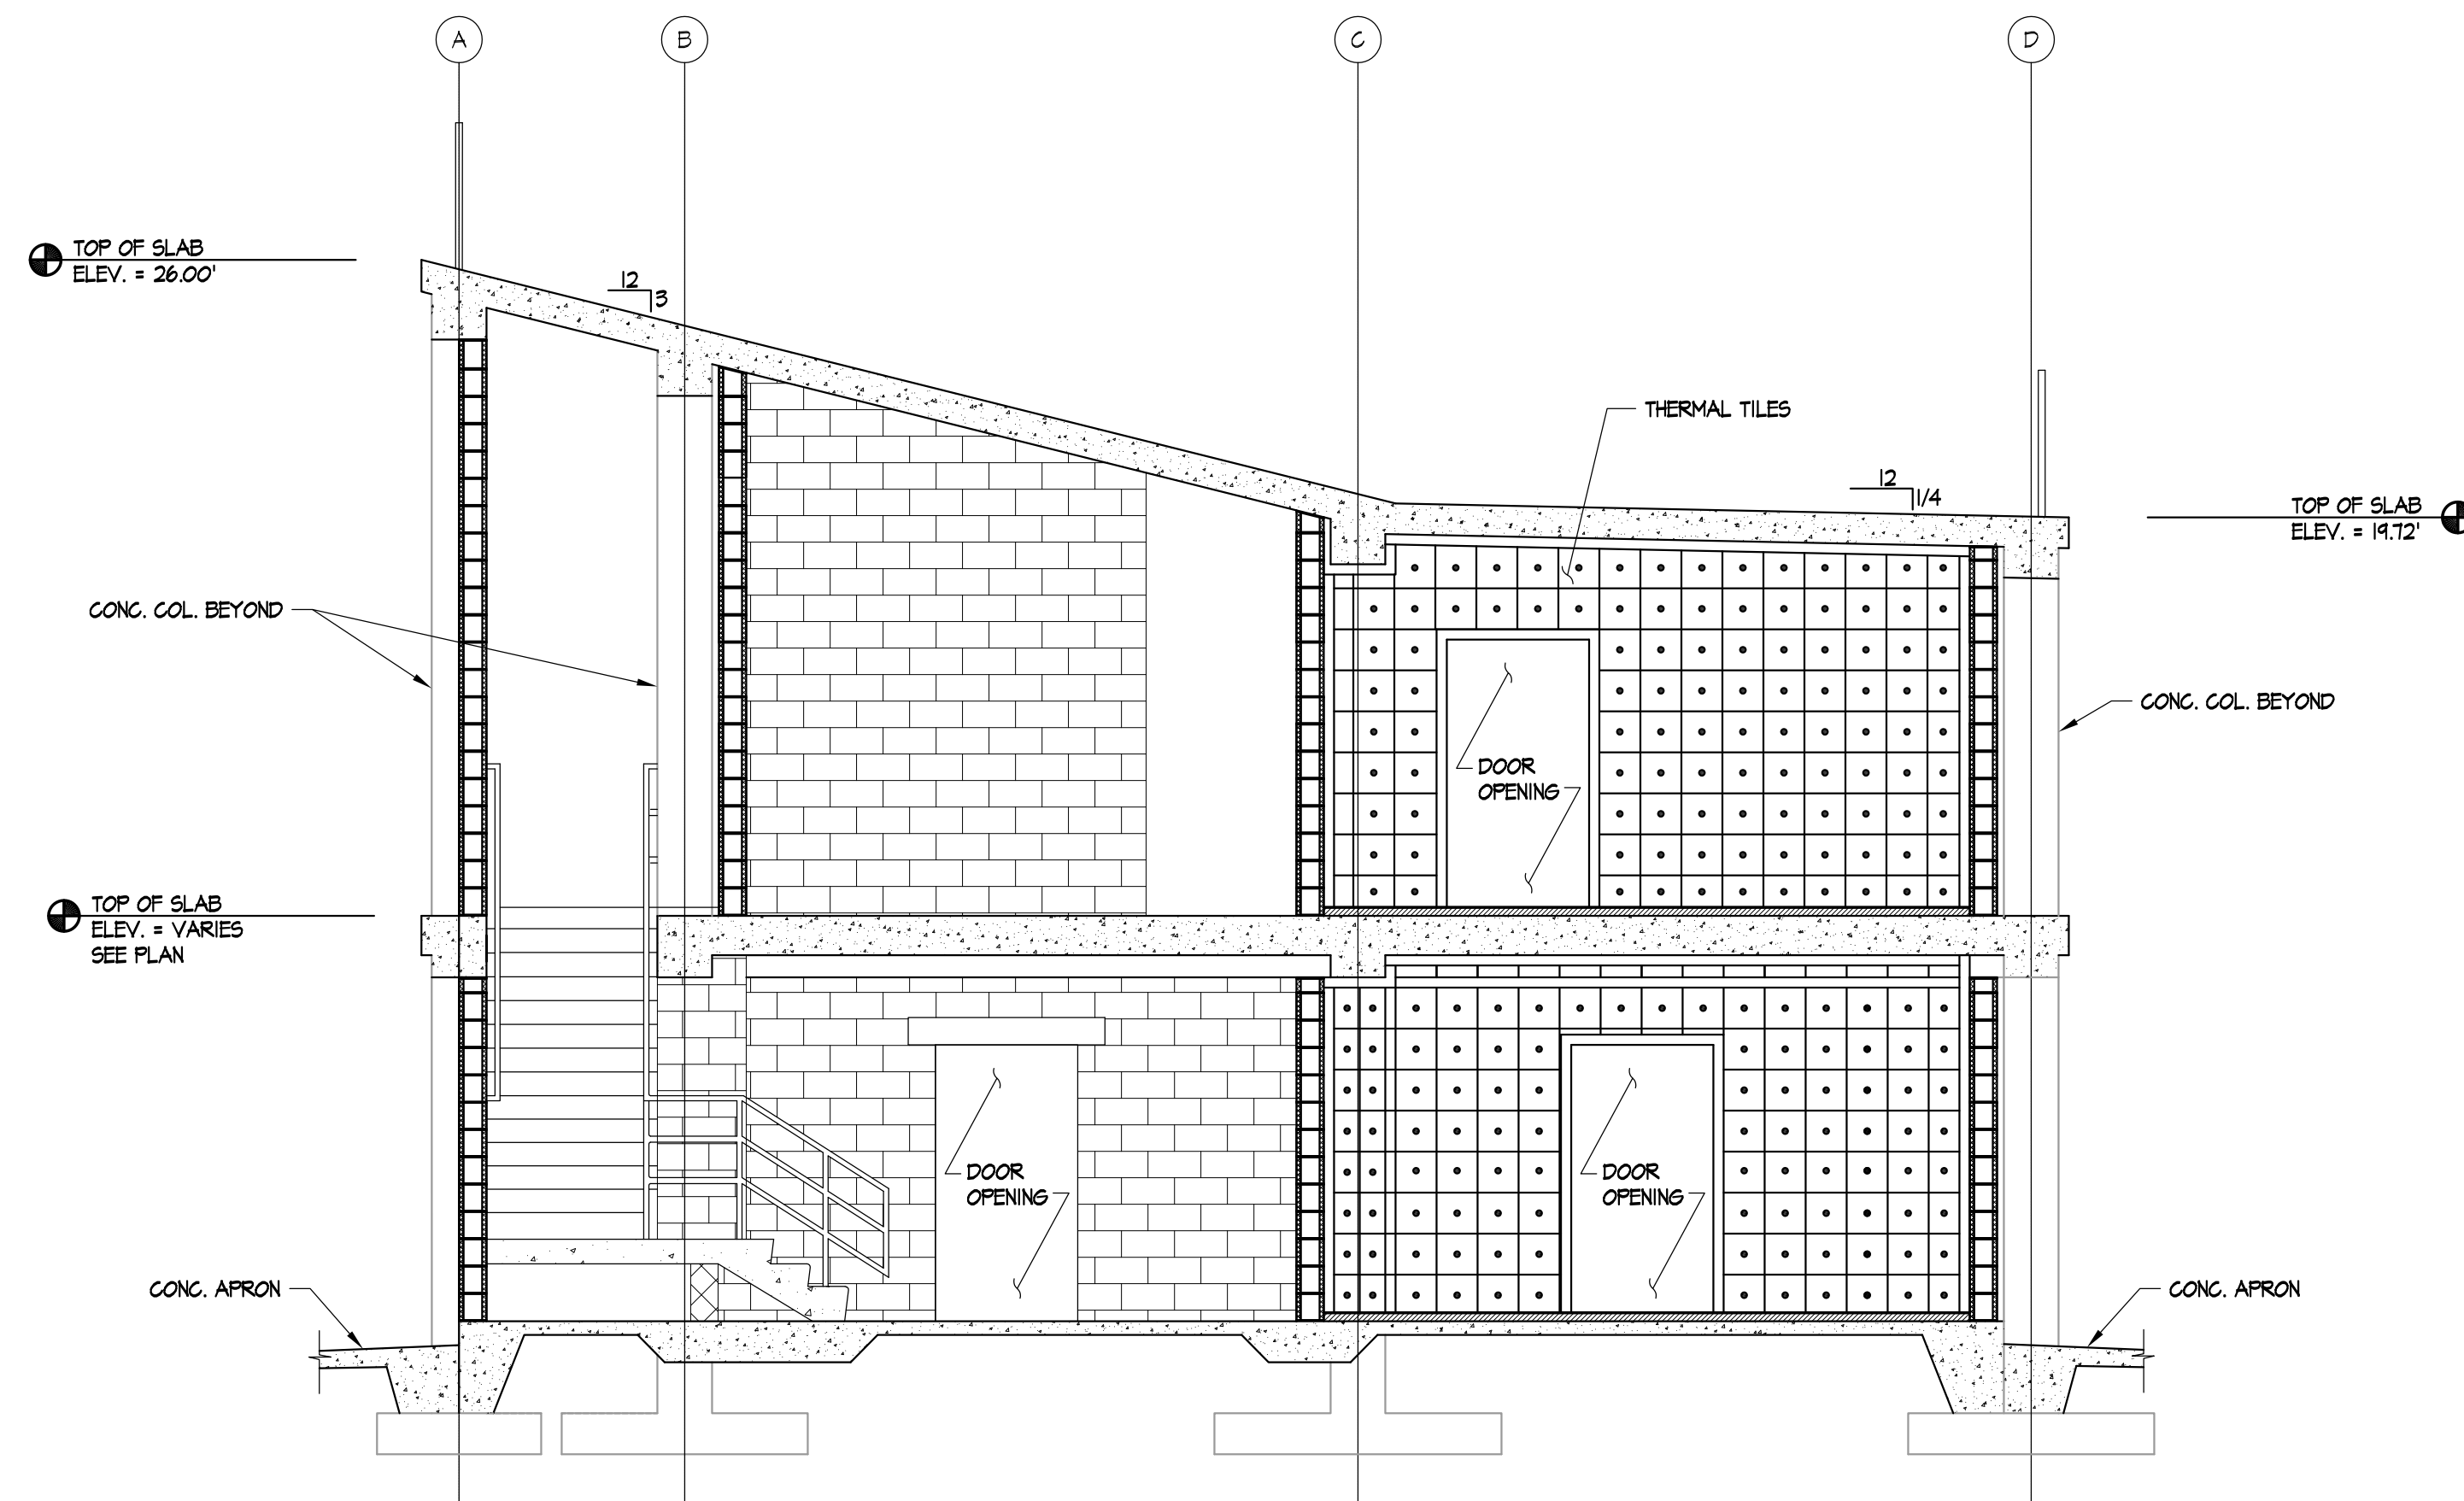 A
B
C
D
TOP OF SLAB
ELEV. = 26.00'
12
3
THERMAL TILES
12
1/4
TOP OF SLAB
ELEV. = 19.72'
CONC. COL. BEYOND
CONC. COL. BEYOND
DOOR
OPENING
TOP OF SLAB
ELEV. = VARIES
SEE PLAN
DOOR
OPENING
DOOR
OPENING
CONC. APRON
CONC. APRON